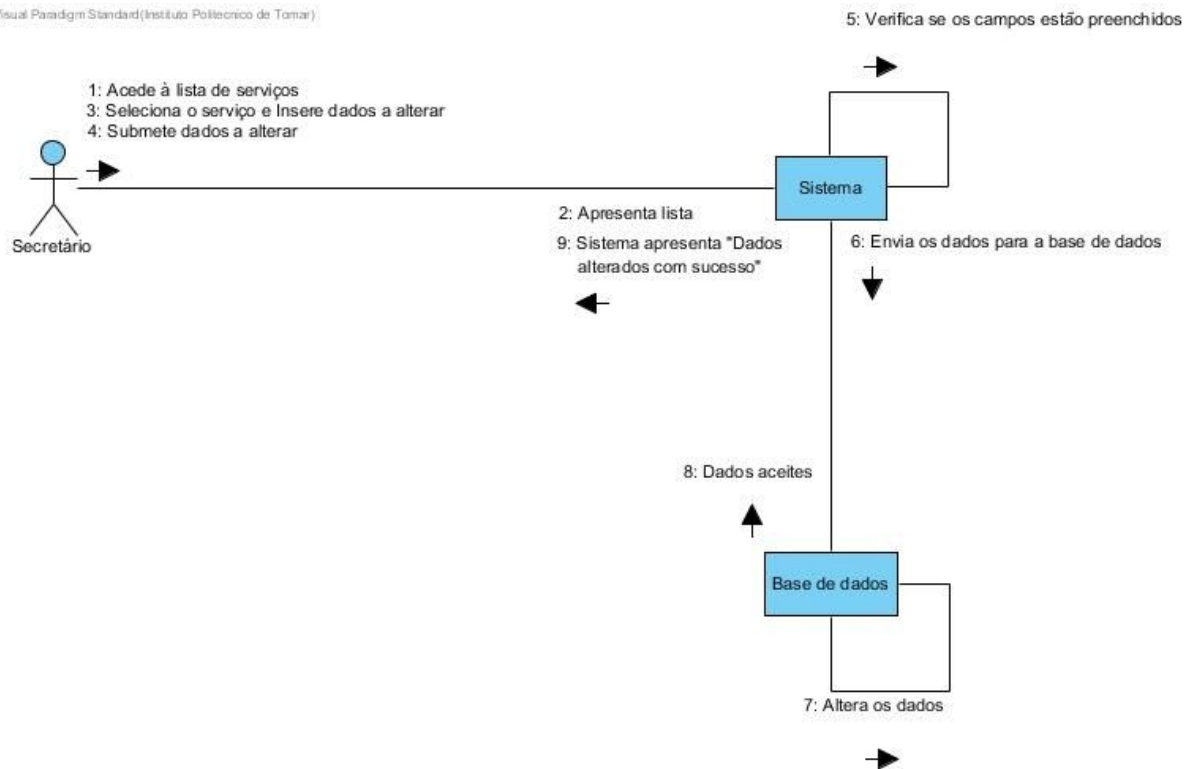 Visual Paradigm Standard(Instituto Politecnico de Tomar)
5: Verifica se os campos estão preenchidos
1: Acede à lista de serviços
3: Seleciona o serviço e Insere dados a alterar
4: Submete dados a alterar
Secretário
Sistema
2: Apresenta lista
9: Sistema apresenta "Dados
alterados com sucesso"
6: Envia os dados para a base de dados
8: Dados aceites
Base de dados
7: Altera os dados